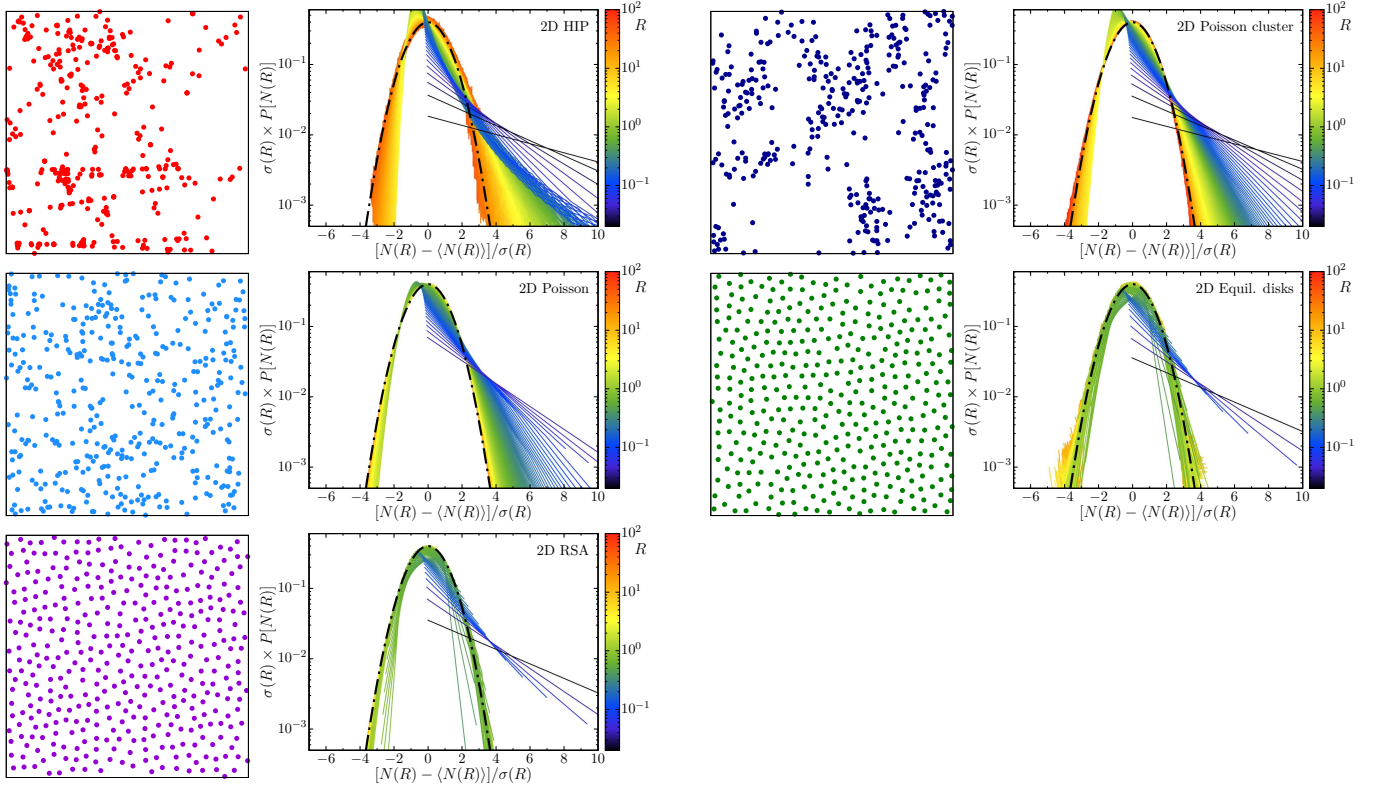 2D HIP
σ(R) × P[N(R)]
10^{-1}
10^{-2}
10^{-3}
−6 −4 −2 0 2 4 6 8 10
[N(R) − ⟨N(R)⟩]/σ(R)
10^{2}
R
10^{1}
10^{0}
10^{-1}
2D Poisson cluster
σ(R) × P[N(R)]
10^{-1}
10^{-2}
10^{-3}
−6 −4 −2 0 2 4 6 8 10
[N(R) − ⟨N(R)⟩]/σ(R)
10^{2}
R
10^{1}
10^{0}
10^{-1}
2D Poisson
σ(R) × P[N(R)]
10^{-1}
10^{-2}
10^{-3}
−6 −4 −2 0 2 4 6 8 10
[N(R) − ⟨N(R)⟩]/σ(R)
10^{2}
R
10^{1}
10^{0}
10^{-1}
2D Equil. disks
σ(R) × P[N(R)]
10^{-1}
10^{-2}
10^{-3}
−6 −4 −2 0 2 4 6 8 10
[N(R) − ⟨N(R)⟩]/σ(R)
10^{2}
R
10^{1}
10^{0}
10^{-1}
2D RSA
σ(R) × P[N(R)]
10^{-1}
10^{-2}
10^{-3}
−6 −4 −2 0 2 4 6 8 10
[N(R) − ⟨N(R)⟩]/σ(R)
10^{2}
R
10^{1}
10^{0}
10^{-1}